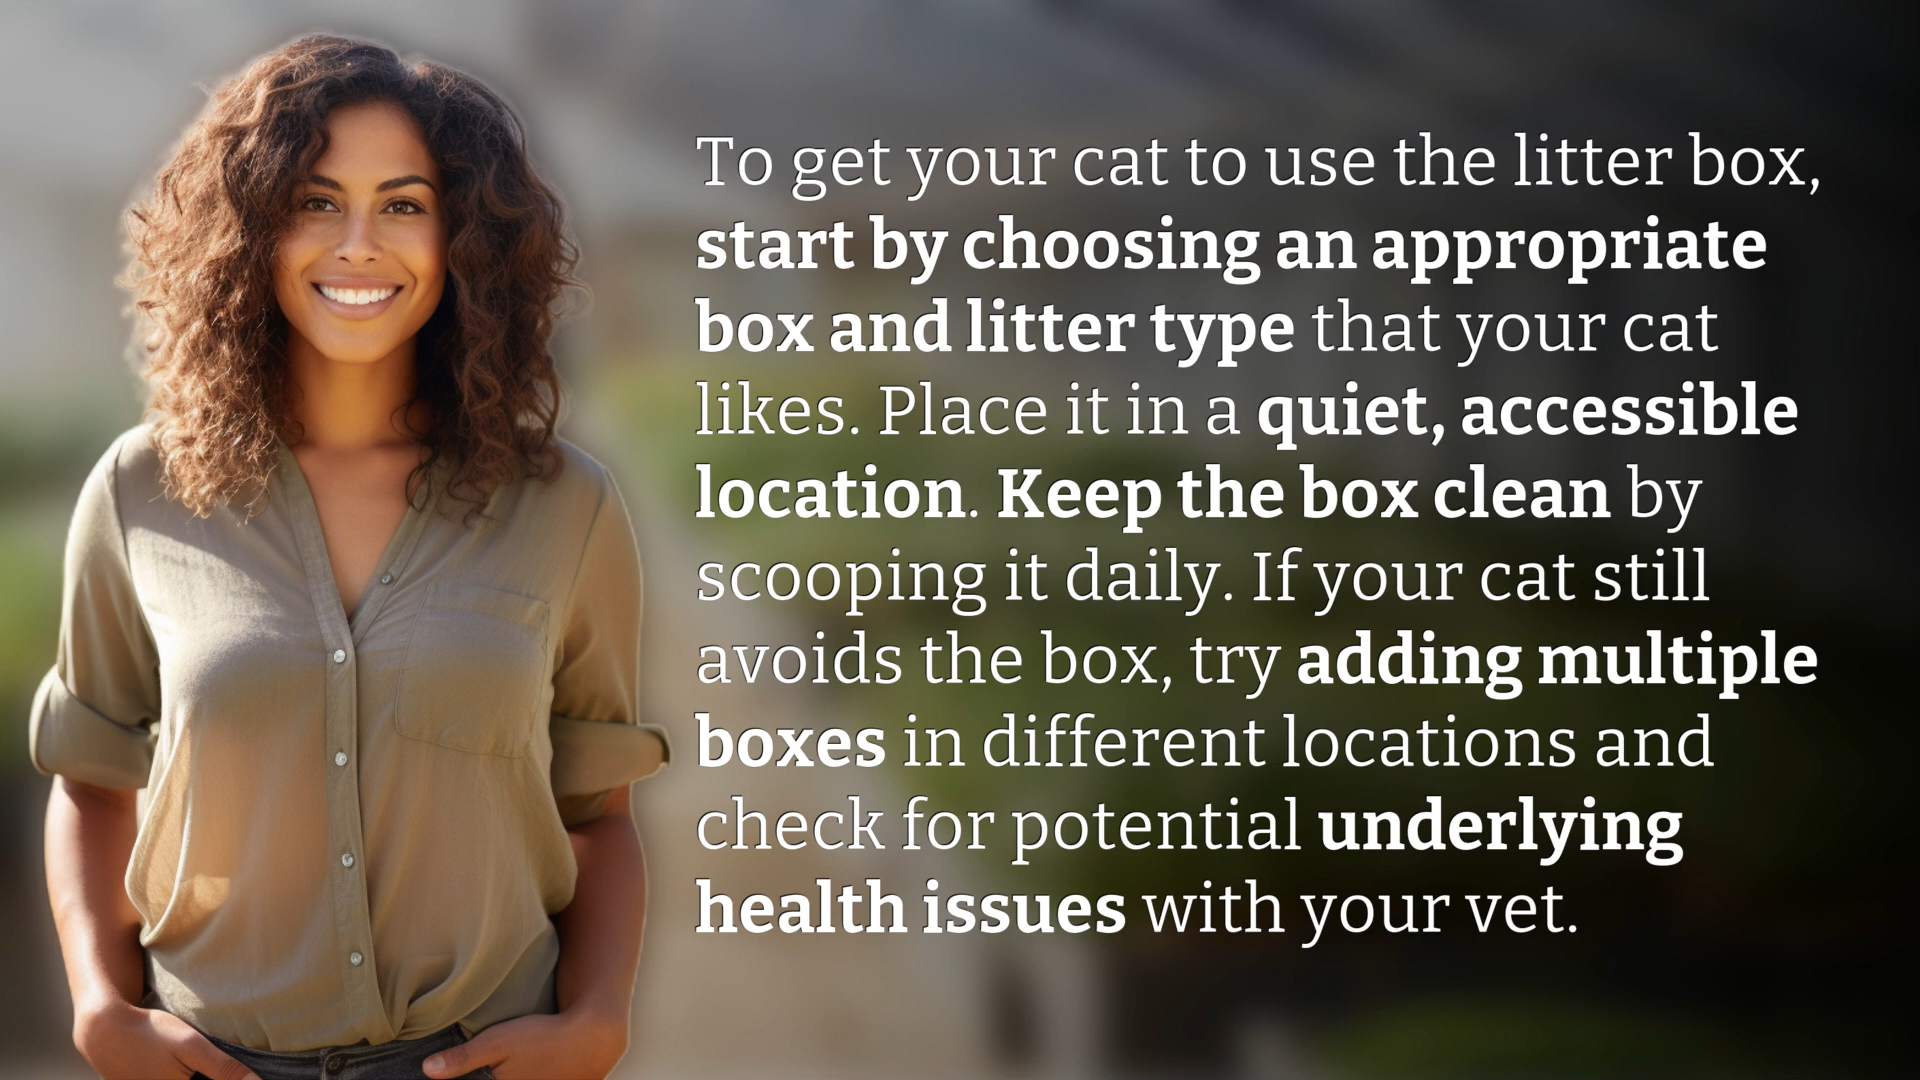 To get your cat to use the litter box,
start by choosing an appropriate
box and litter type that your cat
likes. Place it in a quiet, accessible
location. Keep the box clean by
scooping it daily. If your cat still
avoids the box, try adding multiple
boxes in different locations and
check for potential underlying
health issues with your vet.